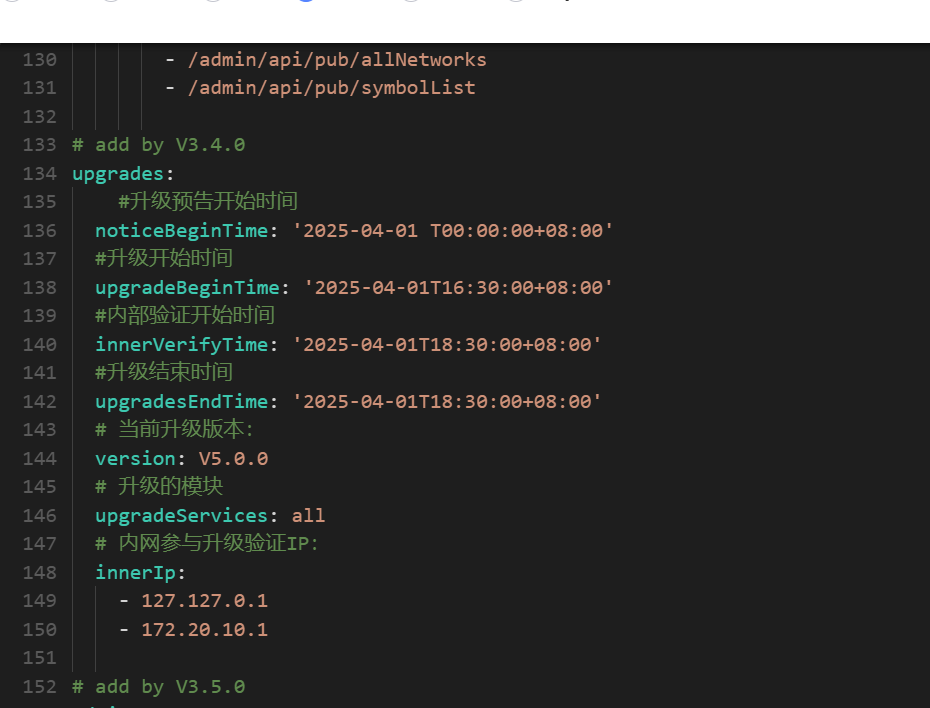 130 - /admin/api/pub/allNetworks
131 - /admin/api/pub/symbolList
132
133 # add by V3.4.0
134 upgrades:
135 #升级预告开始时间
136 noticeBeginTime: '2025-04-01 T00:00:00+08:00'
137 #升级开始时间
138 upgradeBeginTime: '2025-04-01T16:30:00+08:00'
139 #内部验证开始时间
140 innerVerifyTime: '2025-04-01T18:30:00+08:00'
141 #升级结束时间
142 upgradesEndTime: '2025-04-01T18:30:00+08:00'
143 # 当前升级版本:
144 version: V5.0.0
145 # 升级的模块
146 upgradeServices: all
147 # 内网参与升级验证IP:
148 innerIp:
149 - 127.127.0.1
150 - 172.20.10.1
151
152 # add by V3.5.0